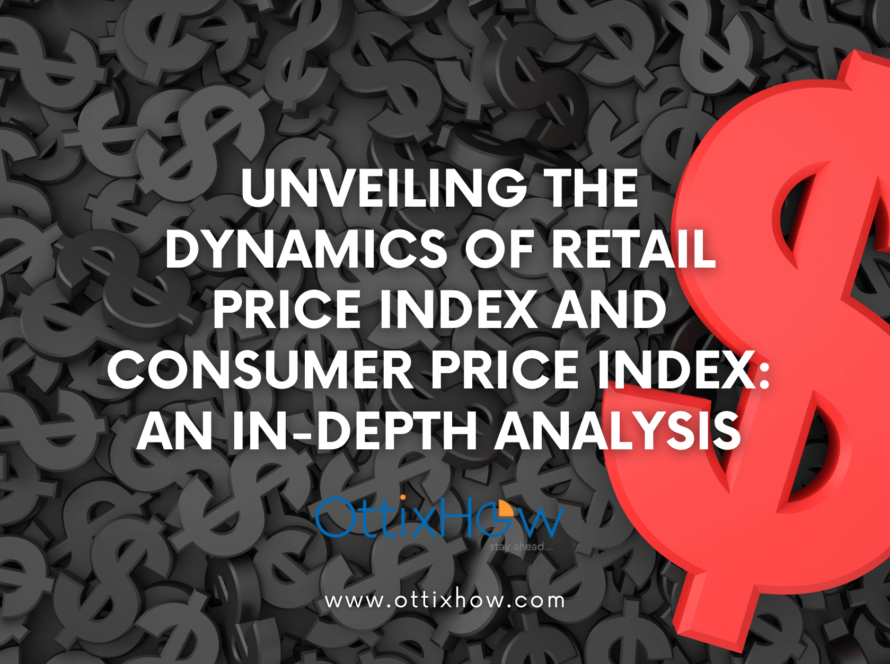 UNVEILING THE
DYNAMICS OF RETAIL
PRICE INDEX AND
CONSUMER PRICE INDEX:
AN IN-DEPTH ANALYSIS
OttixHow
stay ahead...
www.ottixhow.com